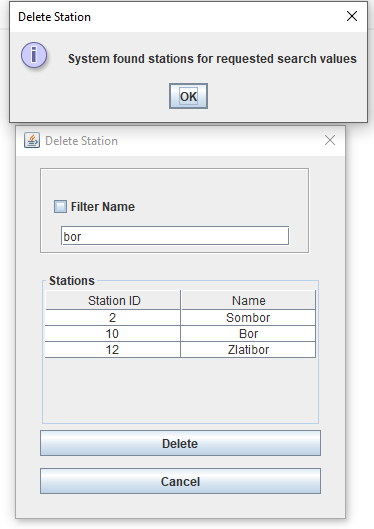 Delete Station
System found stations for requested search values
OK
Delete Station
Filter Name
bor
Stations
Station ID Name
2 Sombor
10 Bor
12 Zlatibor
Delete
Cancel